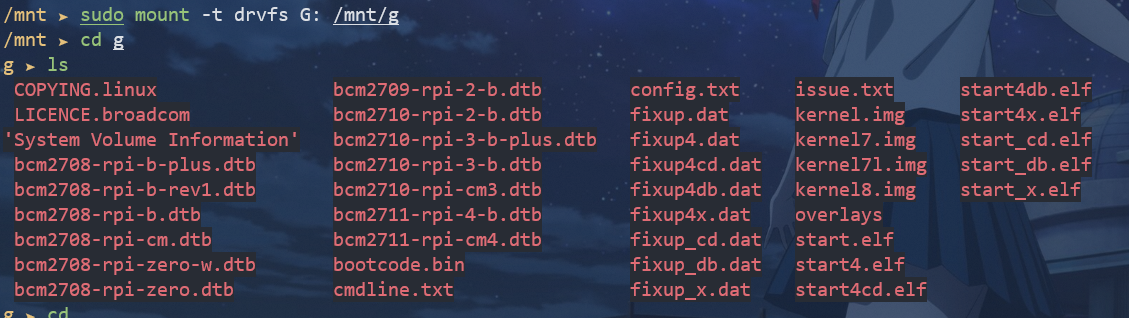 /mnt ➤ sudo mount -t drvfs G: /mnt/g
/mnt ➤ cd g
g ➤ ls
COPYING.linux bcm2709-rpi-2-b.dtb config.txt issue.txt start4db.elf
LICENCE.broadcom bcm2710-rpi-2-b.dtb fixup.dat kernel.img start4x.elf
'System Volume Information' bcm2710-rpi-3-b-plus.dtb fixup4.dat kernel7.img start_cd.elf
bcm2708-rpi-b-plus.dtb bcm2710-rpi-3-b.dtb fixup4cd.dat kernel7l.img start_db.elf
bcm2708-rpi-b-rev1.dtb bcm2710-rpi-cm3.dtb fixup4db.dat kernel8.img start_x.elf
bcm2708-rpi-b.dtb bcm2711-rpi-4-b.dtb fixup4x.dat overlays
bcm2708-rpi-cm.dtb bcm2711-rpi-cm4.dtb fixup_cd.dat start.elf
bcm2708-rpi-zero-w.dtb bootcode.bin fixup_db.dat start4.elf
bcm2708-rpi-zero.dtb cmdline.txt fixup_x.dat start4cd.elf
g ➤ cd